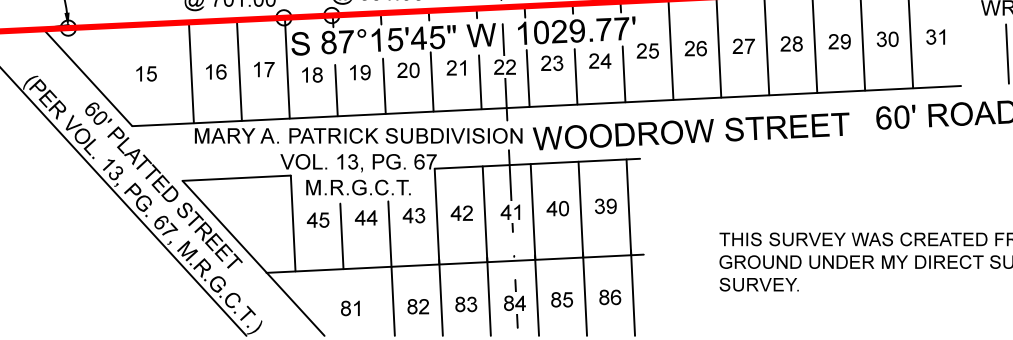 @ 701.00
WR
S 87°15'45" W 1029.77'
15 16 17 18 19 20 21 22 23 24 25 26 27 28 29 30 31
60' PLATTED STREET
(PER VOL. 13, PG. 67, M.R.G.C.T.)
MARY A. PATRICK SUBDIVISION
VOL. 13, PG. 67
M.R.G.C.T.
WOODROW STREET 60' ROAD
45 44 43 42 41 40 39
THIS SURVEY WAS CREATED FR
GROUND UNDER MY DIRECT SU
SURVEY.
81 82 83 84 85 86